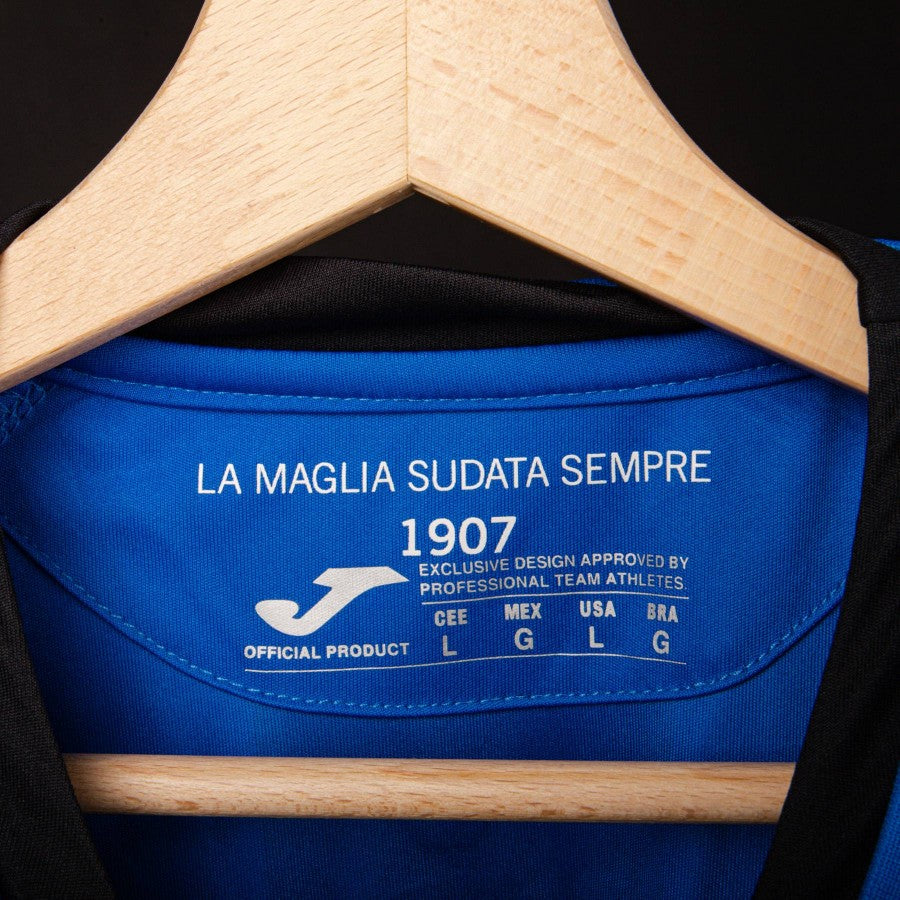 LA MAGLIA SUDATA SEMPRE
1907
EXCLUSIVE DESIGN APPROVED BY
PROFESSIONAL TEAM ATHLETES.
CEE MEX USA BRA
L G L G
OFFICIAL PRODUCT